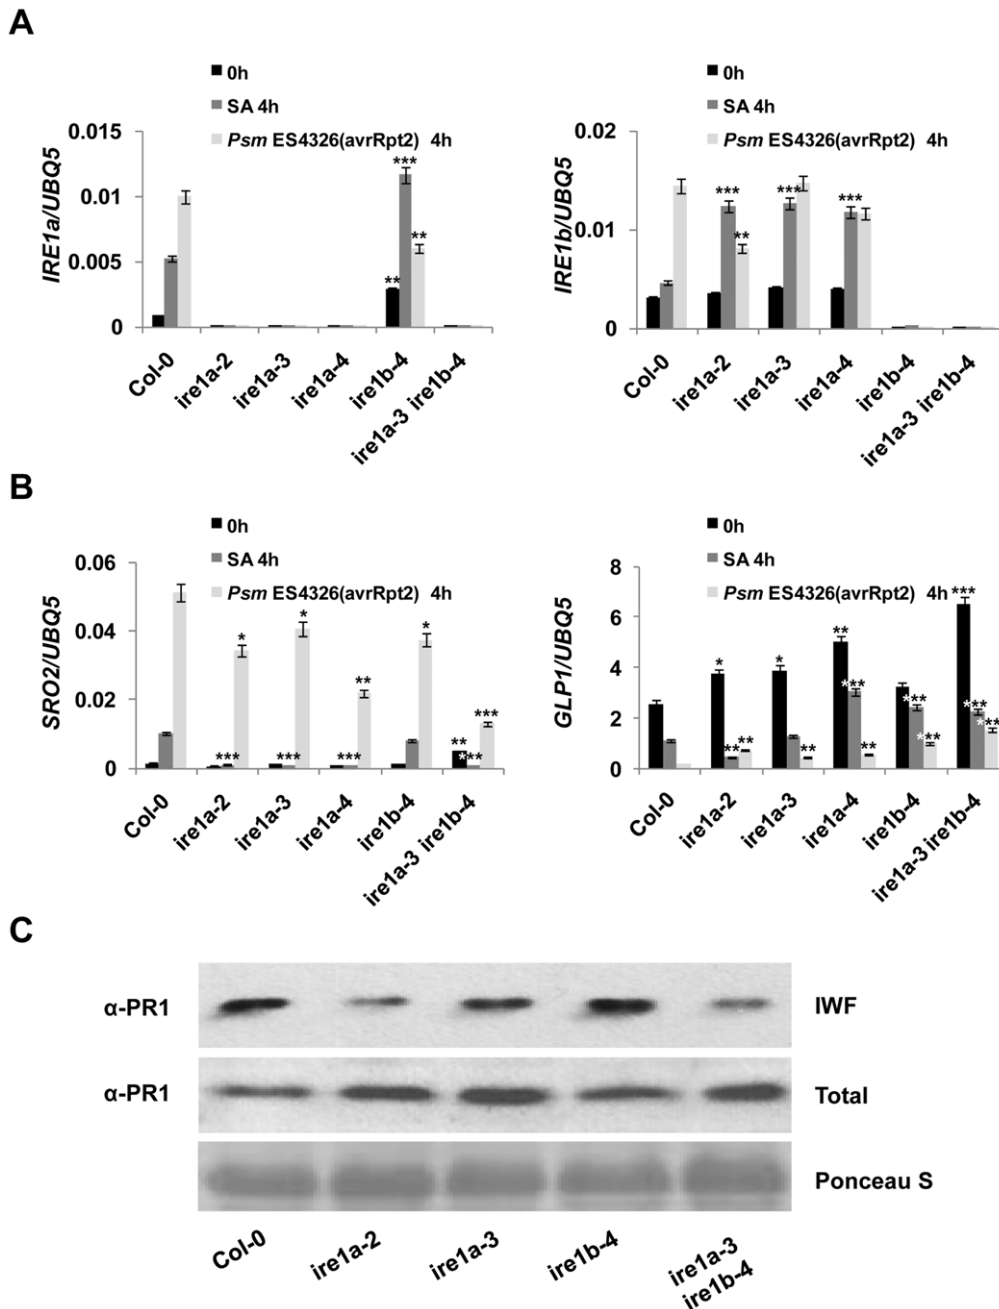 A
0h
SA 4h
Psm ES4326(avrRpt2) 4h
IRE1a/UBQ5
0.015
0.01
0.005
0
***
**
**
Col-0
ire1a-2
ire1a-3
ire1a-4
ire1b-4
ire1a-3 ire1b-4
0h
SA 4h
Psm ES4326(avrRpt2) 4h
IRE1b/UBQ5
0.02
0.01
0
***
**
***
***
Col-0
ire1a-2
ire1a-3
ire1a-4
ire1b-4
ire1a-3 ire1b-4
B
0h
SA 4h
Psm ES4326(avrRpt2) 4h
SRO2/UBQ5
0.06
0.04
0.02
0
***
*
***
*
***
**
*
**
***
***
Col-0
ire1a-2
ire1a-3
ire1a-4
ire1b-4
ire1a-3 ire1b-4
0h
SA 4h
Psm ES4326(avrRpt2) 4h
GLP1/UBQ5
8
6
4
2
0
*
**
**
*
**
**
***
**
***
***
***
***
***
Col-0
ire1a-2
ire1a-3
ire1a-4
ire1b-4
ire1a-3 ire1b-4
C
α-PR1
IWF
α-PR1
Total
Ponceau S
Col-0
ire1a-2
ire1a-3
ire1b-4
ire1a-3
ire1b-4